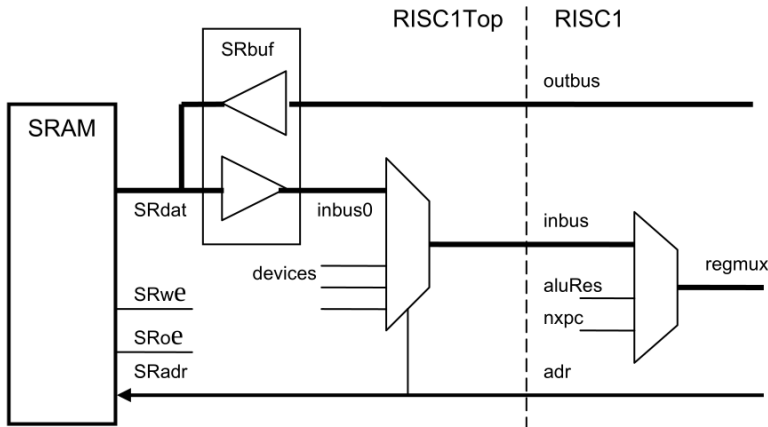 RISC1Top
RISC1
SRbuf
outbus
SRAM
SRdat
inbus0
inbus
regmux
devices
aluRes
SRwe
nxpc
SRoe
SRadr
adr